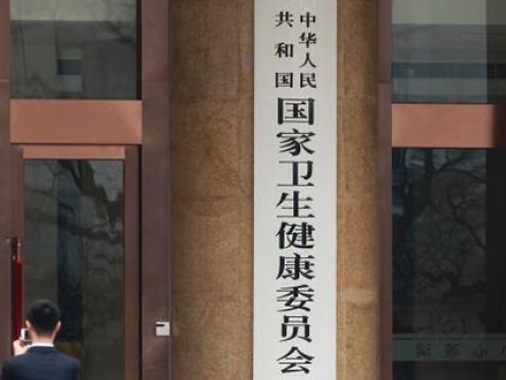 中华人民
共和国
国家卫生健康委员会